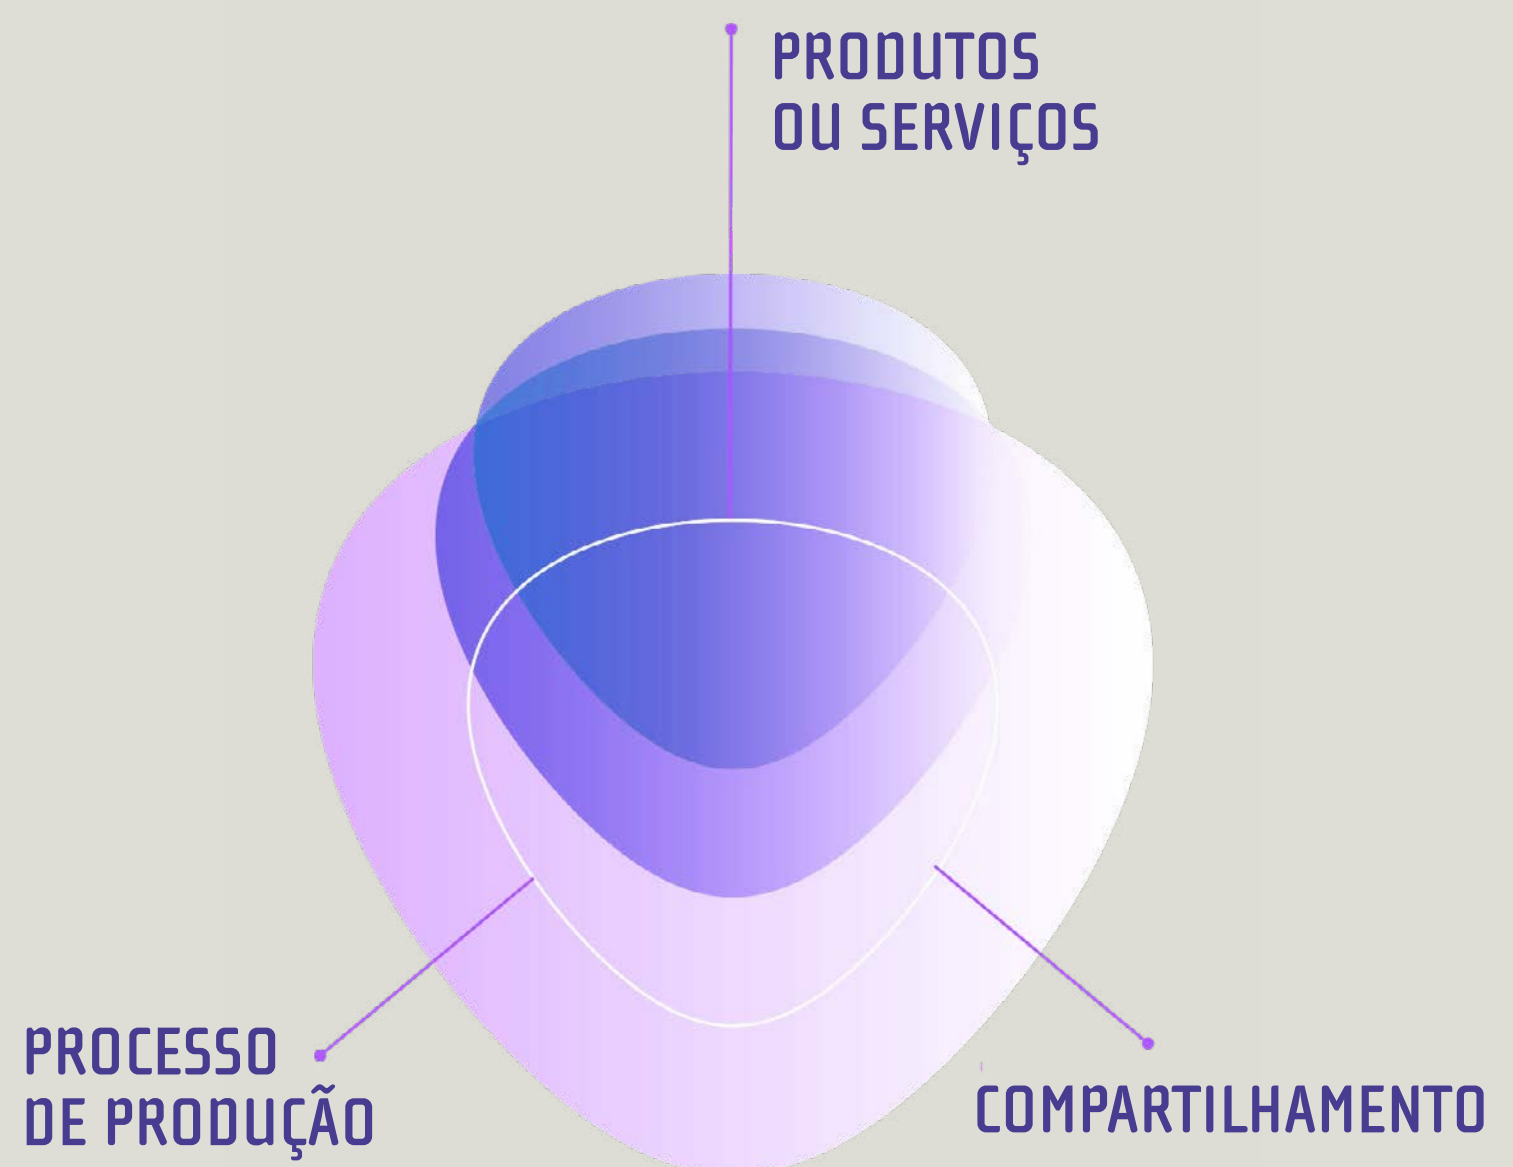 PRODUTOS
OU SERVIÇOS
PROCESSO
DE PRODUÇÃO
COMPARTILHAMENTO